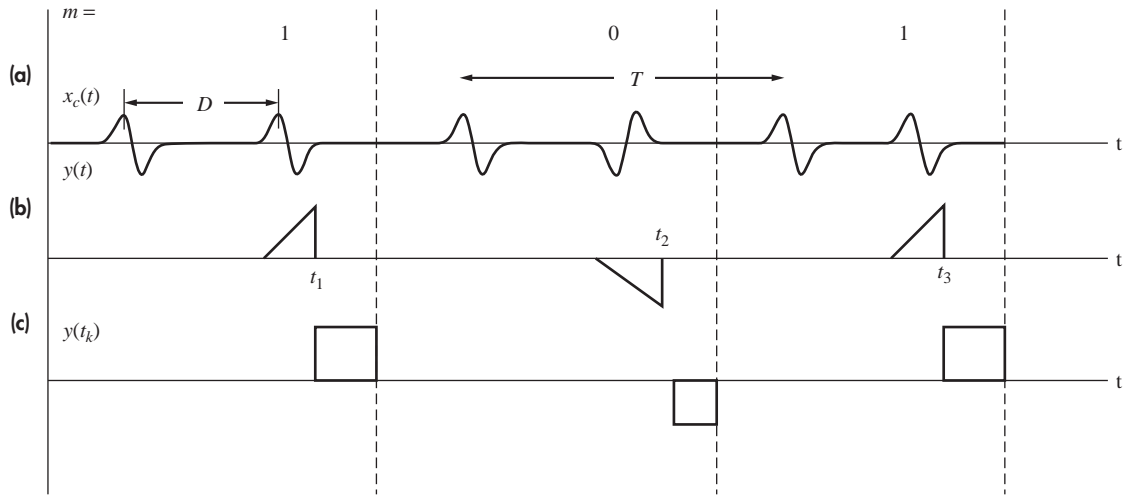 m =
1 0 1
(a)
T
x_c(t)
D
t
y(t)
(b)
t_2
t
t_1 t_3
(c)
y(t_k)
t